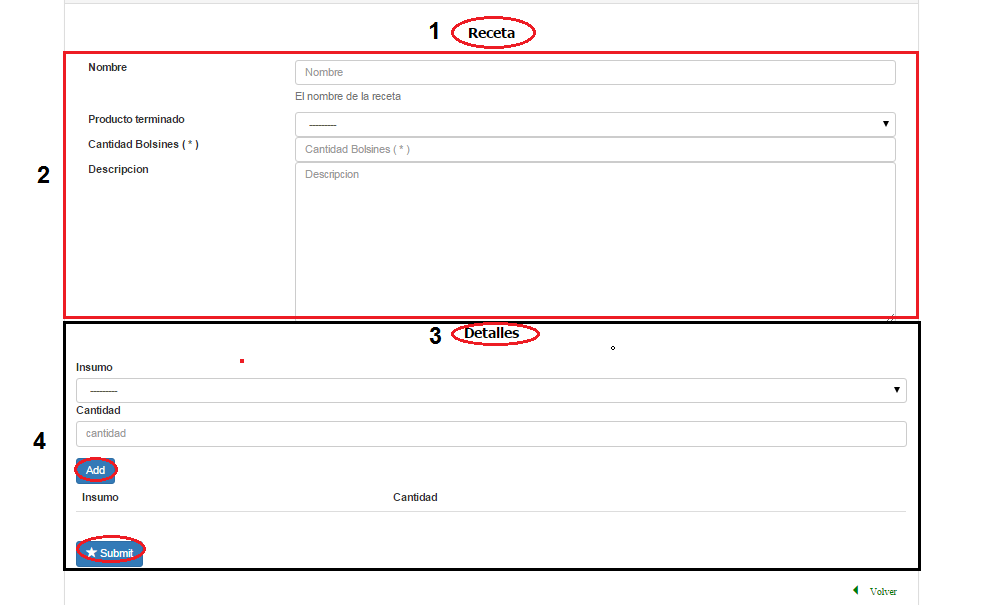 1 Receta
Nombre Nombre
El nombre de la receta
Producto terminado ---------
Cantidad Bolsines ( * ) Cantidad Bolsines ( * )
2 Descripcion Descripcion
3 Detalles
Insumo
---------
Cantidad
4 cantidad
Add
Insumo Cantidad
Submit
Volver